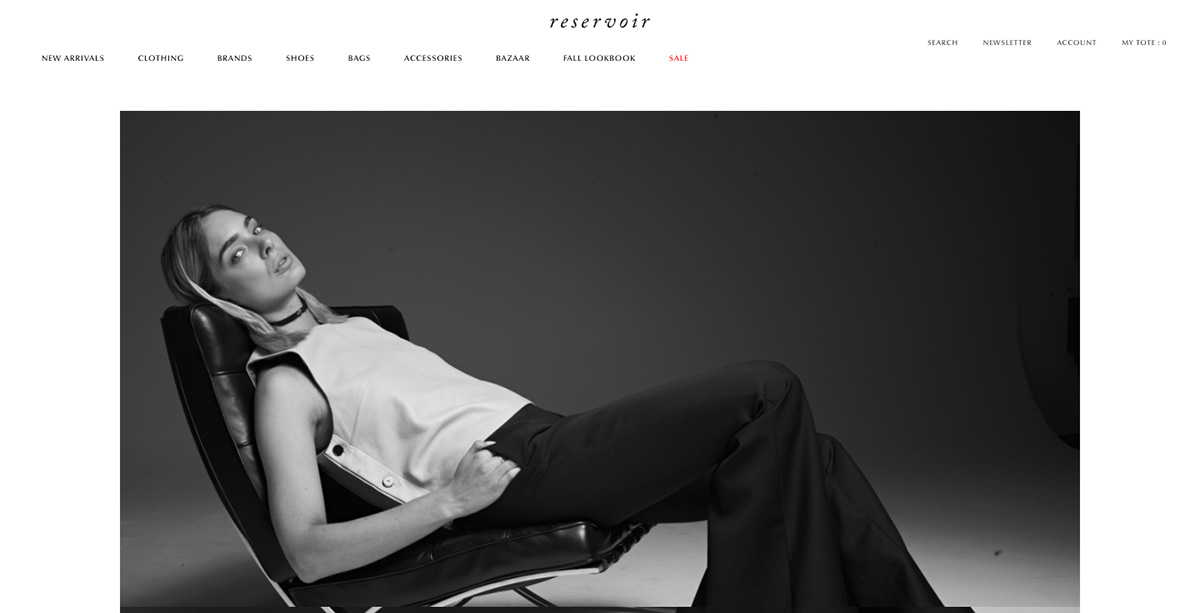 reservoir
SEARCH NEWSLETTER ACCOUNT MY TOTE : 0
NEW ARRIVALS CLOTHING BRANDS SHOES BAGS ACCESSORIES BAZAAR FALL LOOKBOOK SALE